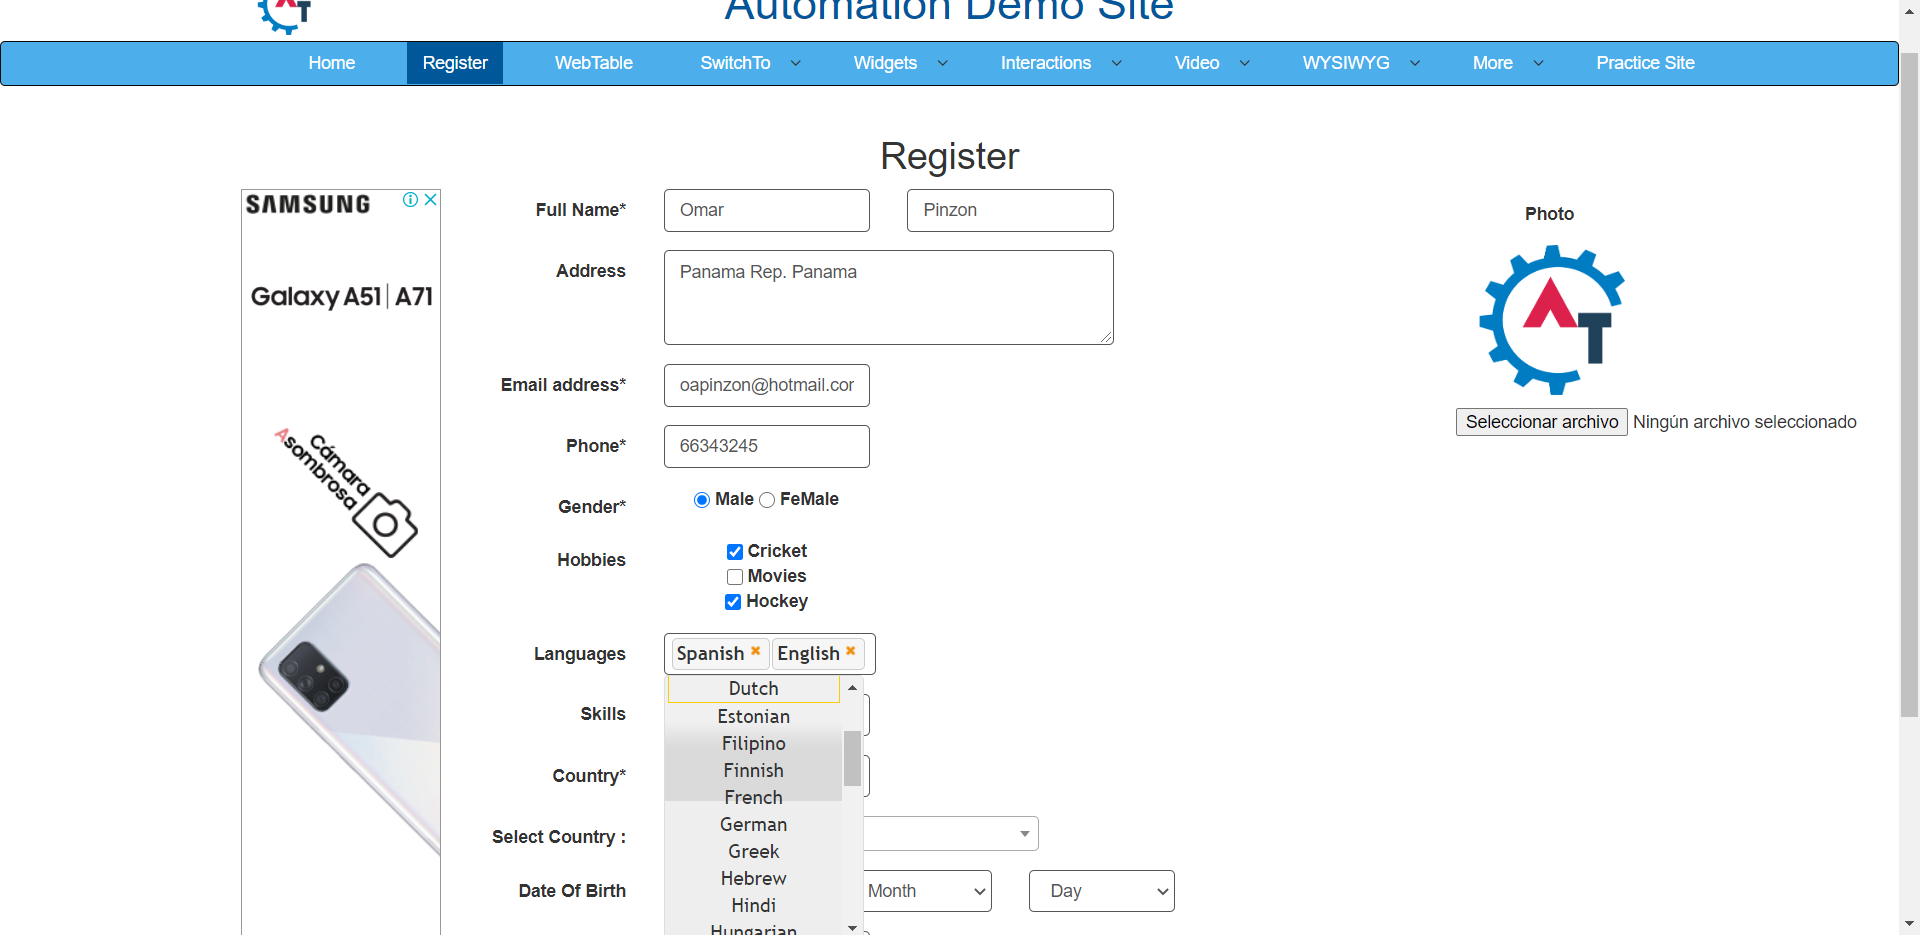 Automation Demo Site
Home Register WebTable SwitchTo Widgets Interactions Video WYSIWYG More Practice Site
Register
SAMSUNG
Galaxy A51 | A71
Cámara
Asombrosa
Full Name* Omar Pinzon
Address Panama Rep. Panama
Email address* oapinzon@hotmail.cor
Phone* 66343245
Gender* Male FeMale
Hobbies Cricket
Movies
Hockey
Languages Spanish English
Dutch
Estonian
Filipino
Finnish
French
German
Greek
Hebrew
Hindi
Hungarian
Skills
Country*
Select Country :
Date Of Birth Month Day
Photo
AT
Seleccionar archivo Ningún archivo seleccionado